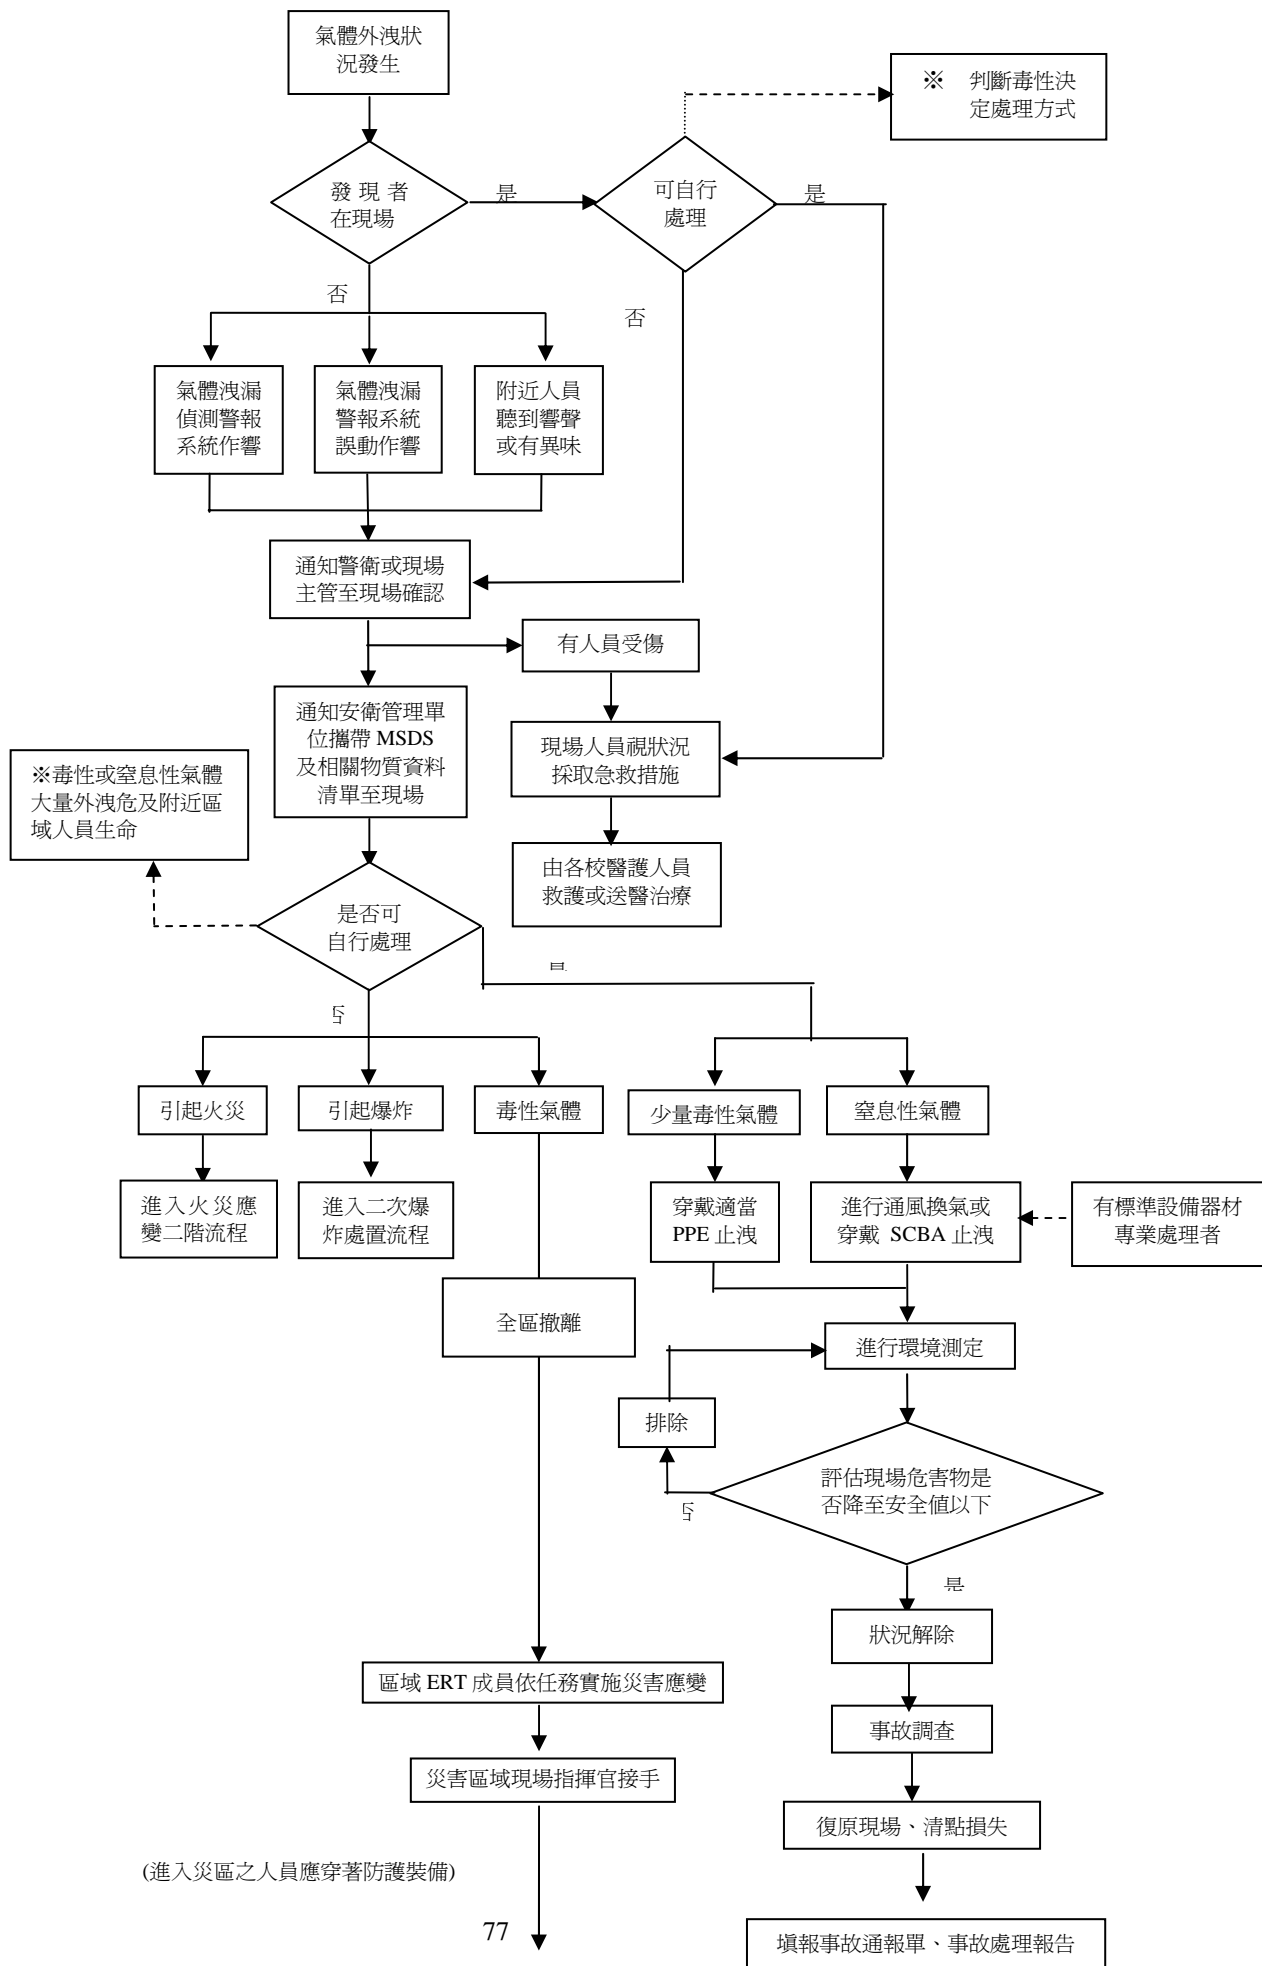 氣體外洩狀
況發生
※ 判斷毒性決
定處理方式
發現者
在現場
是
可自行
處理
是
否
否
氣體洩漏
偵測警報
系統作響
氣體洩漏
警報系統
誤動作響
附近人員
聽到響聲
或有異味
通知警衛或現場
主管至現場確認
有人員受傷
通知安衛管理單
位攜帶 MSDS
及相關物質資料
清單至現場
現場人員視狀況
採取急救措施
※毒性或窒息性氣體
大量外洩危及附近區
域人員生命
由各校醫護人員
救護或送醫治療
是否可
自行處理
引起火災
引起爆炸
毒性氣體
少量毒性氣體
窒息性氣體
進入火災應
變二階流程
進入二次爆
炸處置流程
穿戴適當
PPE 止洩
進行通風換氣或
穿戴 SCBA 止洩
有標準設備器材
專業處理者
全區撤離
進行環境測定
排除
評估現場危害物是
否降至安全值以下
是
狀況解除
區域 ERT 成員依任務實施災害應變
事故調查
災害區域現場指揮官接手
復原現場、清點損失
(進入災區之人員應穿著防護裝備)
77
填報事故通報單、事故處理報告